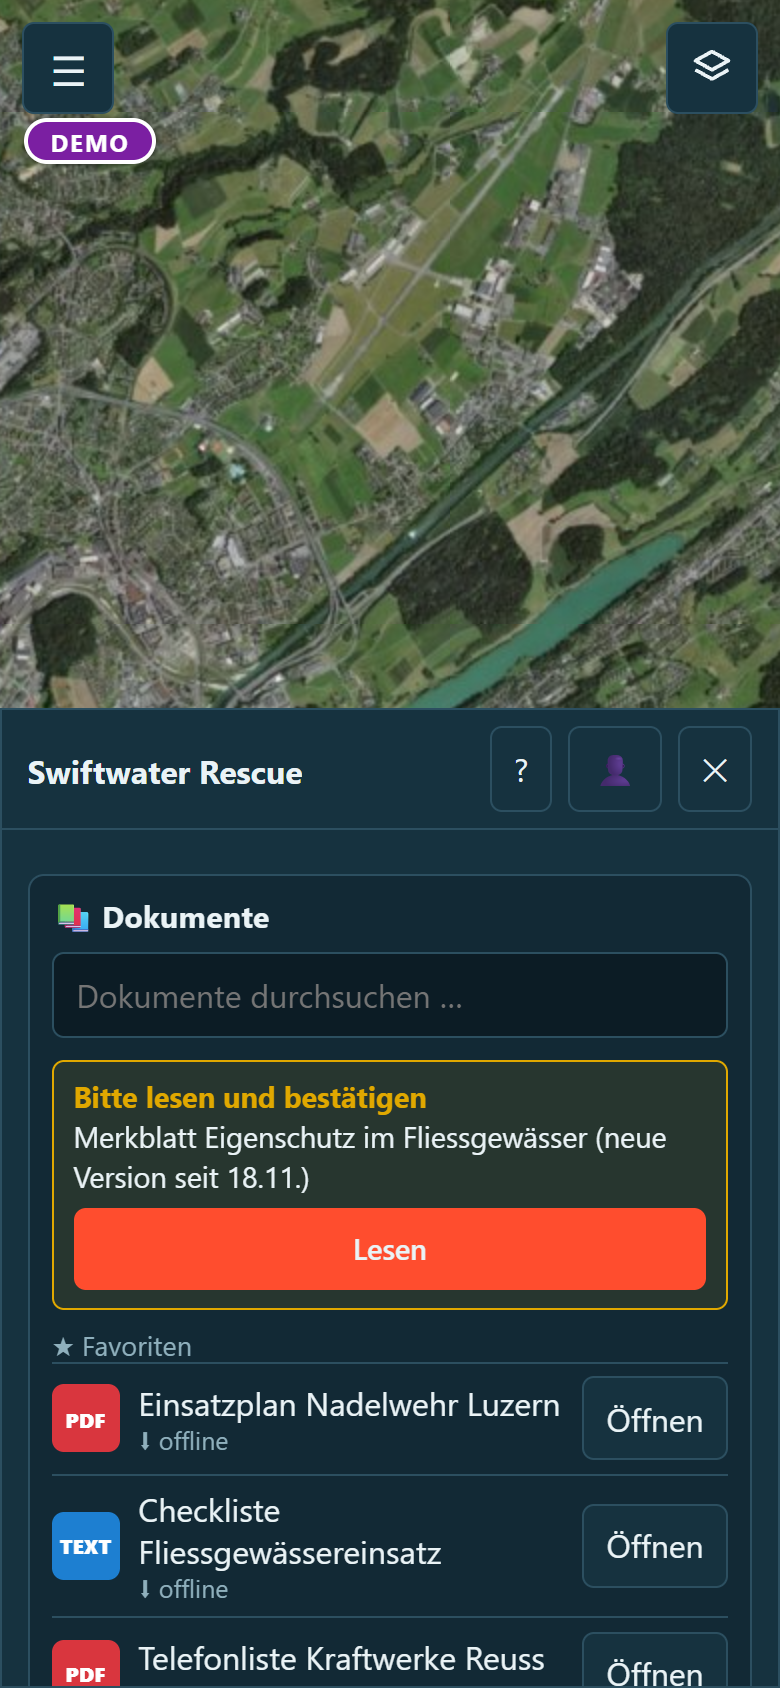 DEMO
Swiftwater Rescue
?
Dokumente
Dokumente durchsuchen ...
Bitte lesen und bestätigen
Merkblatt Eigenschutz im Fliessgewässer (neue
Version seit 18.11.)
Lesen
★ Favoriten
PDF
Einsatzplan Nadelwehr Luzern
⬇ offline
Öffnen
TEXT
Checkliste
Fliessgewässereinsatz
⬇ offline
Öffnen
PDF
Telefonliste Kraftwerke Reuss
Öffnen